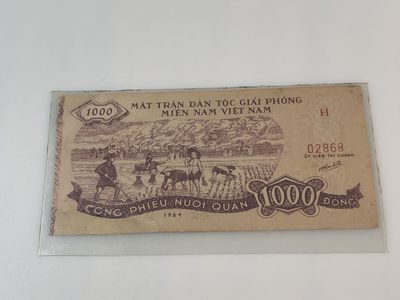 1000
MẶT TRẬN DÂN TỘC GIẢI PHÓNG
MIỀN NAM VIỆT NAM
H
02868
ỦY VIÊN TÀI CHÁNH
CÔNG PHIẾU NUÔI QUÂN
1000
ĐỒNG
1964